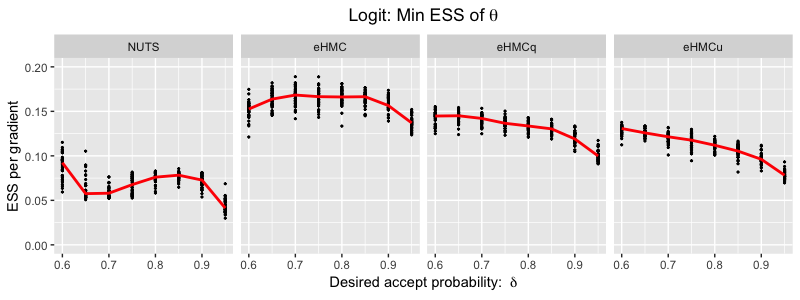 Logit: Min ESS of θ
NUTS eHMC eHMCq eHMCu
ESS per gradient
0.20
0.15
0.10
0.05
0.00
0.6 0.7 0.8 0.9 0.6 0.7 0.8 0.9 0.6 0.7 0.8 0.9 0.6 0.7 0.8 0.9
Desired accept probability: δ